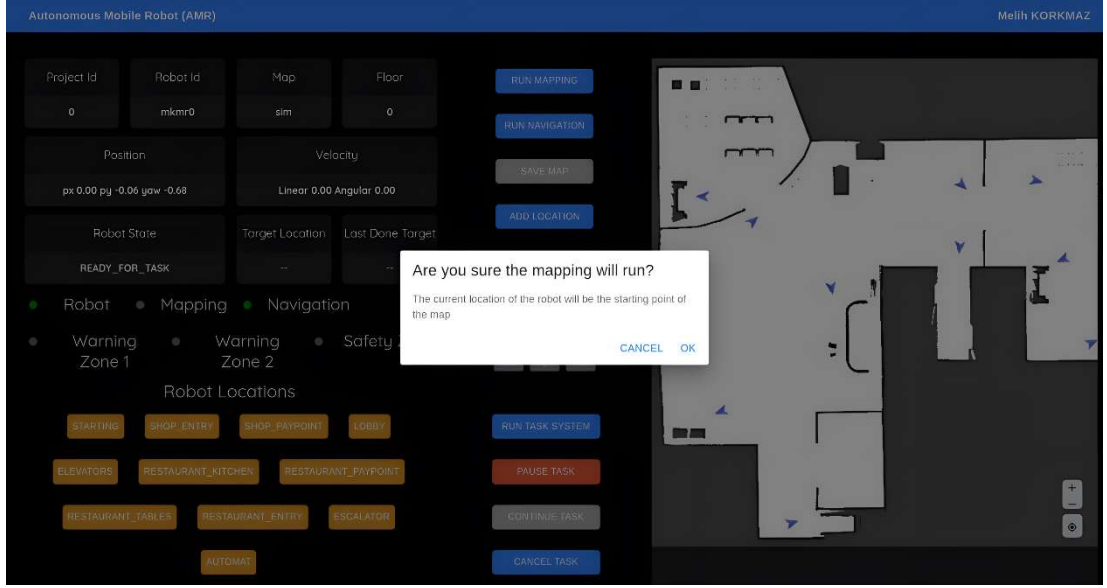 Autonomous Mobile Robot (AMR)
Melih KORKMAZ
Project Id
Robot Id
Map
Floor
0
mkmr0
sim
0
Position
Velocity
px 0.00 py -0.06 yaw -0.68
Linear 0.00 Angular 0.00
Robot State
Target Location
Last Done Target
READY_FOR_TASK
--
--
Robot
Mapping
Navigation
Warning
Zone 1
Warning
Zone 2
Safety
Robot Locations
STARTING
SHOP_ENTRY
SHOP_PAYPOINT
LOBBY
ELEVATORS
RESTAURANT_KITCHEN
RESTAURANT_PAYPOINT
RESTAURANT_TABLES
RESTAURANT_ENTRY
ESCALATOR
AUTOMAT
RUN MAPPING
RUN NAVIGATION
SAVE MAP
ADD LOCATION
Are you sure the mapping will run?
The current location of the robot will be the starting point of
the map
CANCEL
OK
RUN TASK SYSTEM
PAUSE TASK
CONTINUE TASK
CANCEL TASK
+
−